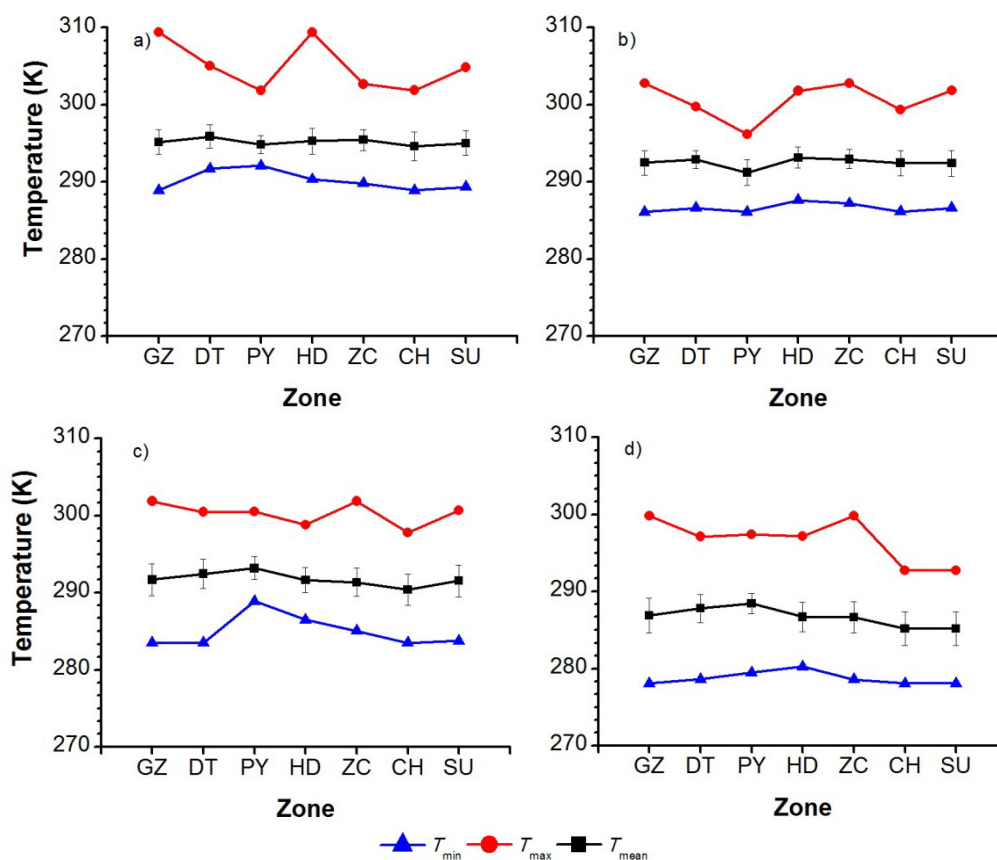 a)
310
300
290
280
270
Temperature (K)
GZ DT PY HD ZC CH SU
Zone
b)
310
300
290
280
270
GZ DT PY HD ZC CH SU
Zone
c)
310
300
290
280
270
Temperature (K)
GZ DT PY HD ZC CH SU
Zone
d)
310
300
290
280
270
GZ DT PY HD ZC CH SU
Zone
Tmin Tmax Tmean